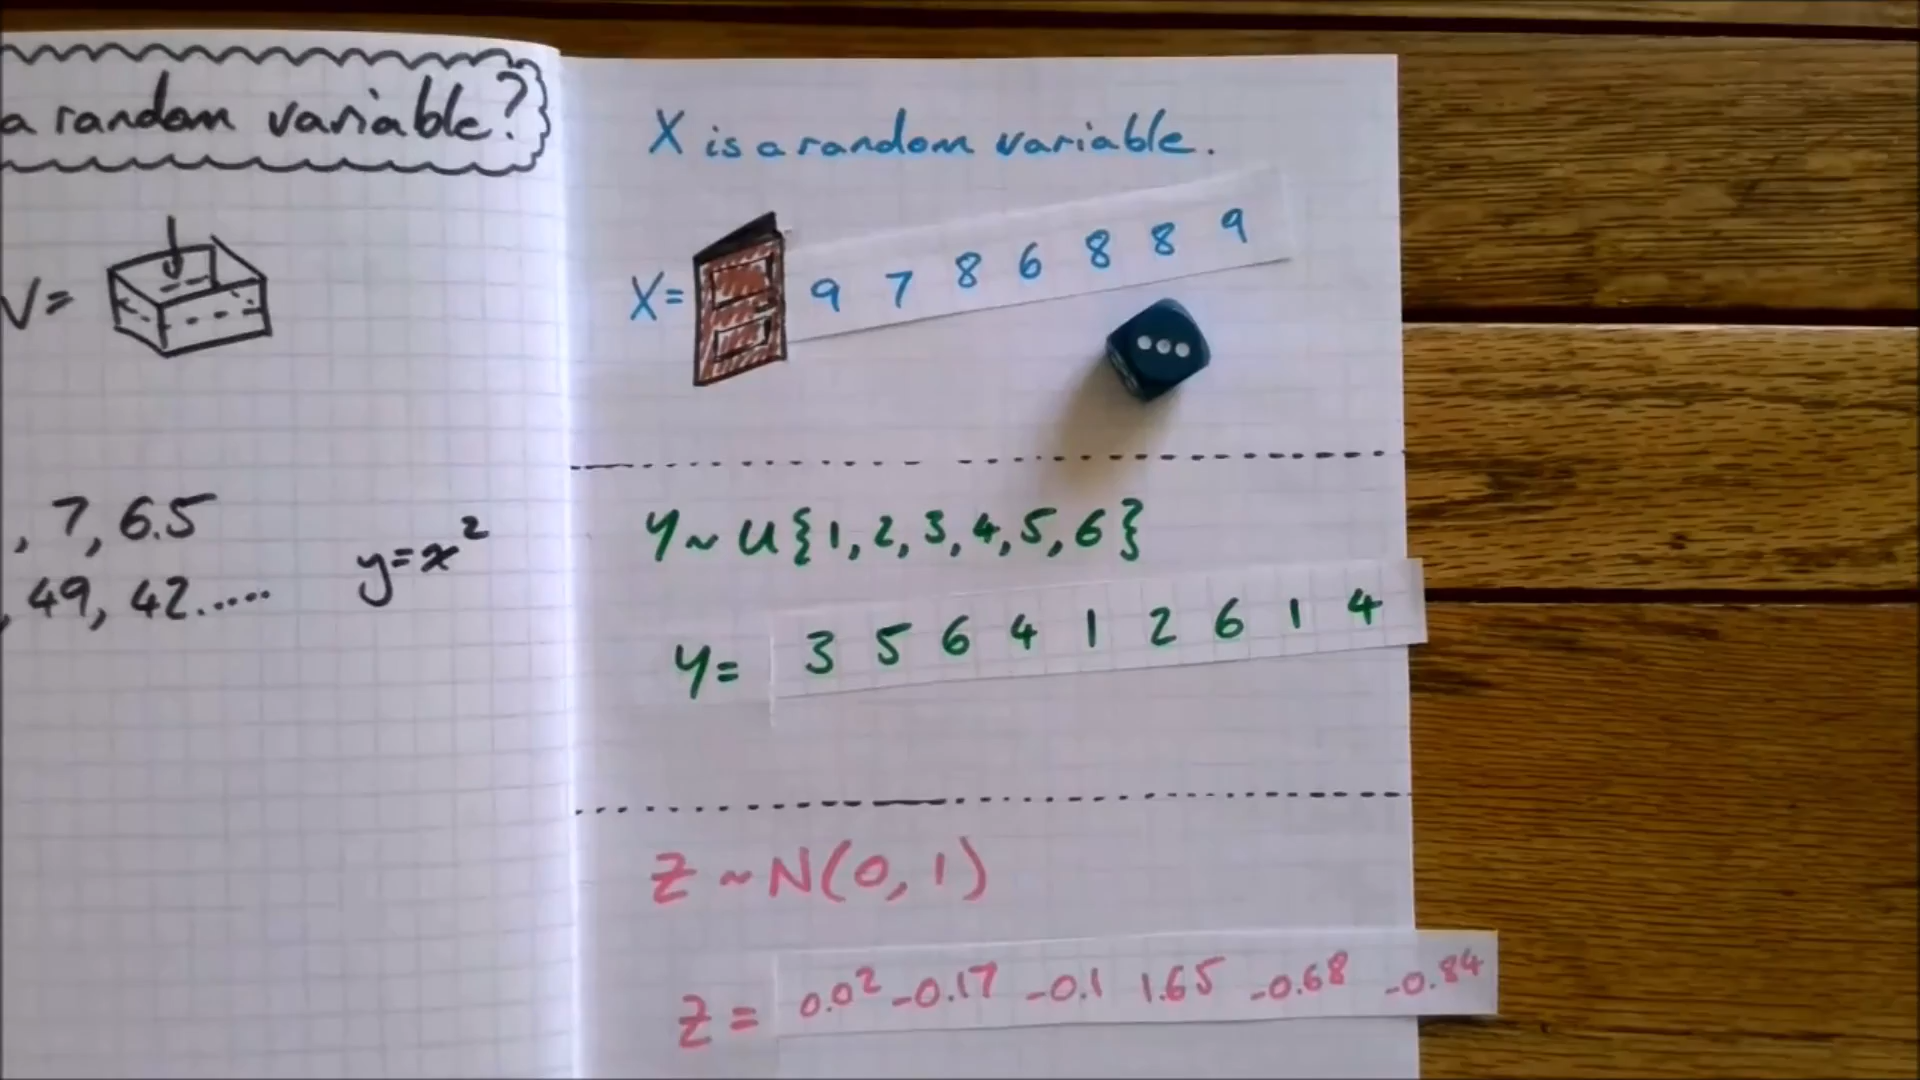 a random variable?
V=
, 7, 6.5
, 49, 42.....
y=x²
X is a random variable.
X= 9 7 8 6 8 8 9
Y~U{1,2,3,4,5,6}
Y= 3 5 6 4 1 2 6 1 4
Z~N(0,1)
Z= 0.02 -0.17 -0.1 1.65 -0.68 -0.84